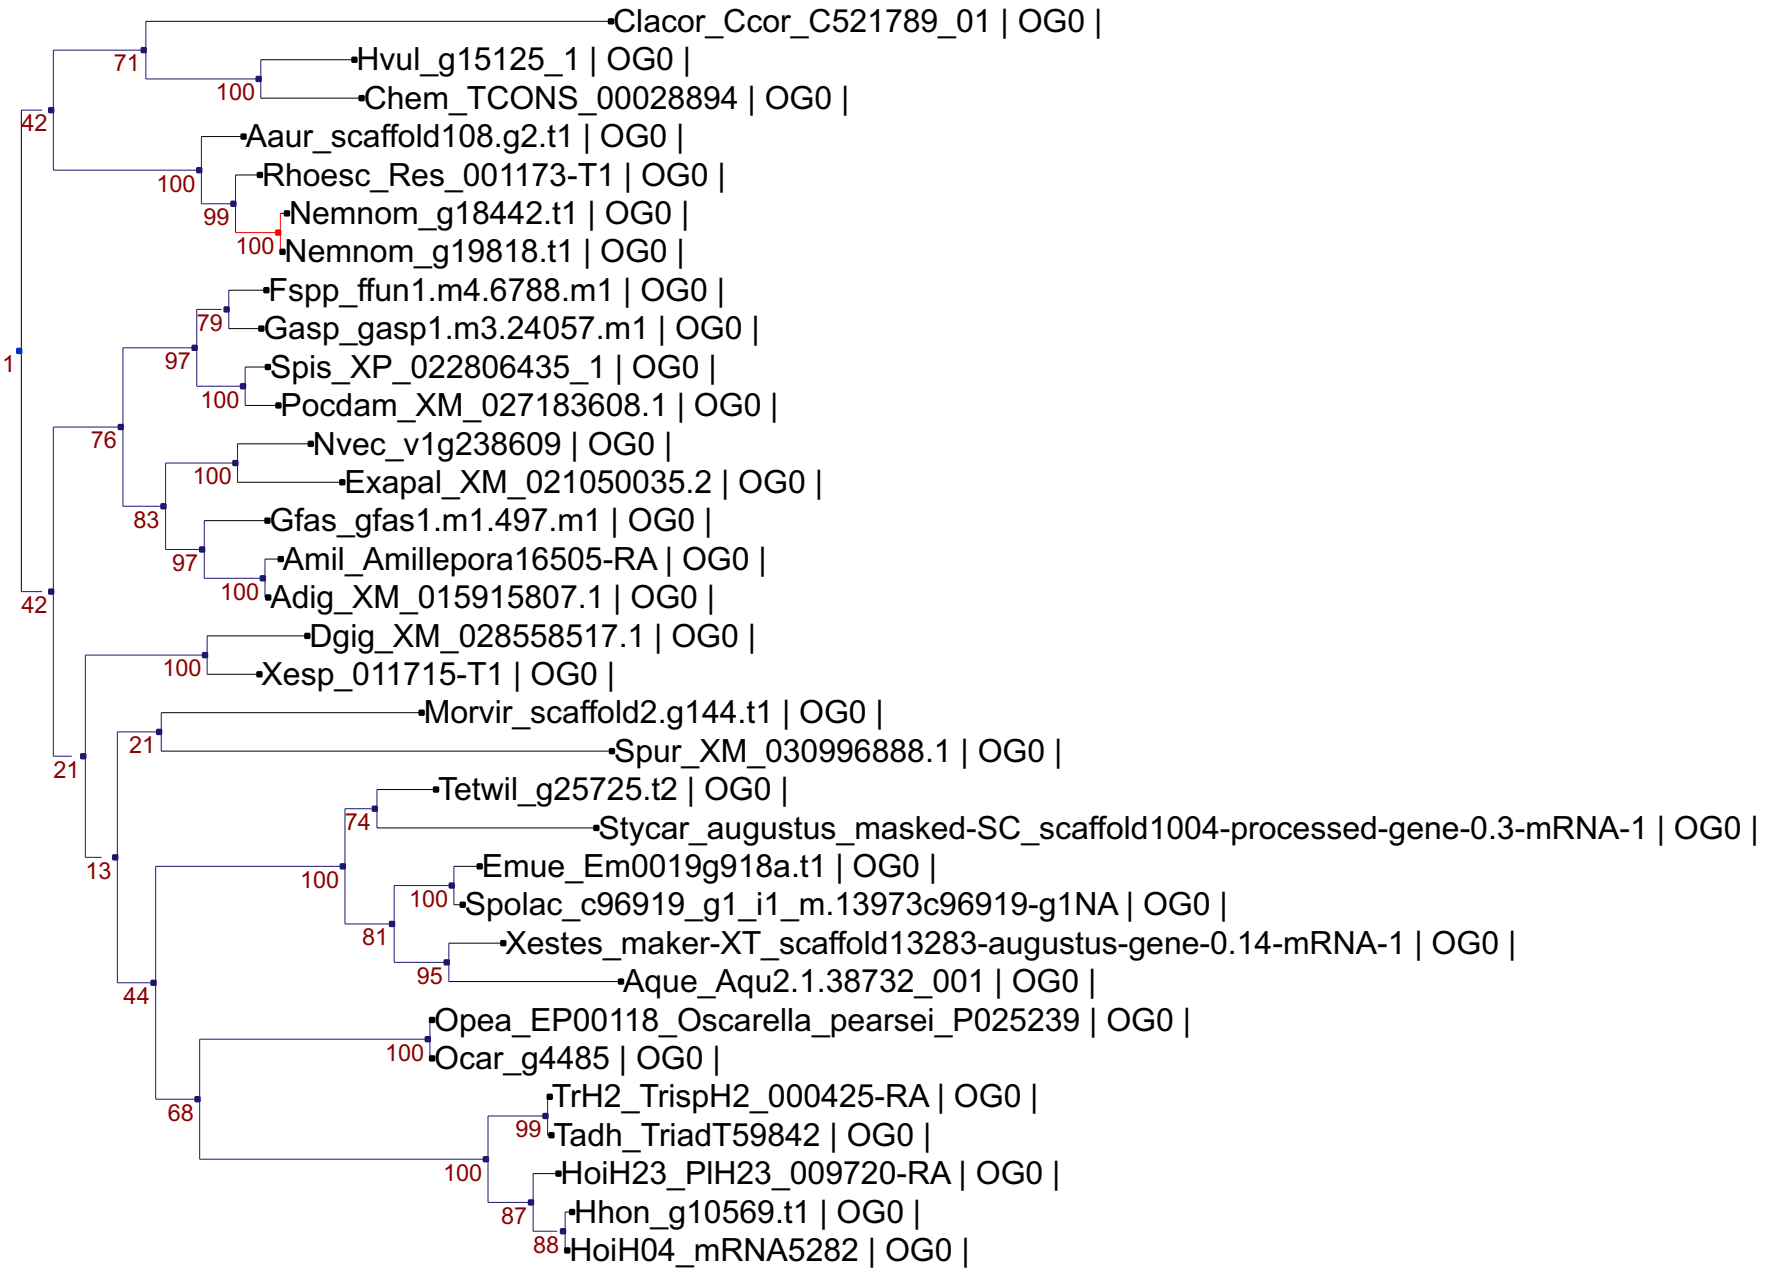 Clacor_Ccor_C521789_01 | OG0 |
71
Hvul_g15125_1 | OG0 |
100
Chem_TCONS_00028894 | OG0 |
42
Aaur_scaffold108.g2.t1 | OG0 |
100
Rhoesc_Res_001173-T1 | OG0 |
99
Nemnom_g18442.t1 | OG0 |
100
Nemnom_g19818.t1 | OG0 |
Fspp_ffun1.m4.6788.m1 | OG0 |
79
Gasp_gasp1.m3.24057.m1 | OG0 |
1
97
Spis_XP_022806435_1 | OG0 |
100
Pocdam_XM_027183608.1 | OG0 |
76
Nvec_v1g238609 | OG0 |
100
Exapal_XM_021050035.2 | OG0 |
83
Gfas_gfas1.m1.497.m1 | OG0 |
97
Amil_Amillepora16505-RA | OG0 |
100
Adig_XM_015915807.1 | OG0 |
42
Dgig_XM_028558517.1 | OG0 |
100
Xesp_011715-T1 | OG0 |
Morvir_scaffold2.g144.t1 | OG0 |
21
Spur_XM_030996888.1 | OG0 |
21
Tetwil_g25725.t2 | OG0 |
74
Stycar_augustus_masked-SC_scaffold1004-processed-gene-0.3-mRNA-1 | OG0 |
13
Emue_Em0019g918a.t1 | OG0 |
100
100
Spolac_c96919_g1_i1_m.13973c96919-g1NA | OG0 |
81
Xestes_maker-XT_scaffold13283-augustus-gene-0.14-mRNA-1 | OG0 |
95
Aque_Aqu2.1.38732_001 | OG0 |
44
Opea_EP00118_Oscarella_pearsei_P025239 | OG0 |
100
Ocar_g4485 | OG0 |
TrH2_TrispH2_000425-RA | OG0 |
68
99
Tadh_TriadT59842 | OG0 |
100
HoiH23_PlH23_009720-RA | OG0 |
87
Hhon_g10569.t1 | OG0 |
88
HoiH04_mRNA5282 | OG0 |